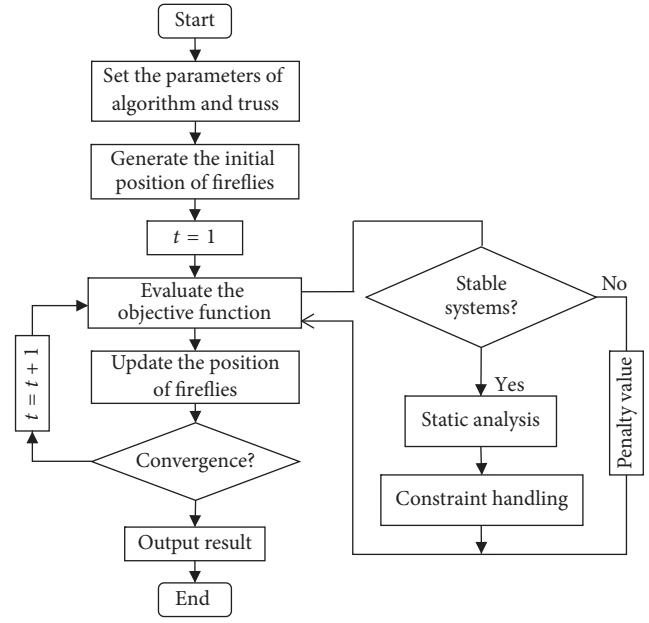 Start
Set the parameters of
algorithm and truss
Generate the initial
position of fireflies
t = 1
Evaluate the
objective function
Update the position
of fireflies
t = t + 1
Convergence?
Output result
End
Stable
systems?
No
Yes
Static analysis
Penalty value
Constraint handling